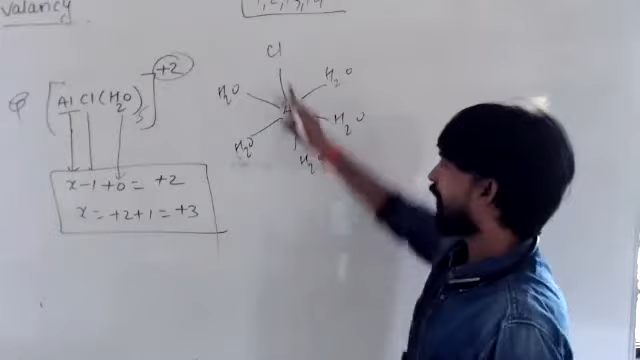 valancy
[Al Cl (H₂O)₅]⁺²
x - 1 + 0 = +2
x = +2 + 1 = +3
Cl
H₂O
H₂O
H₂O
H₂O
H₂O